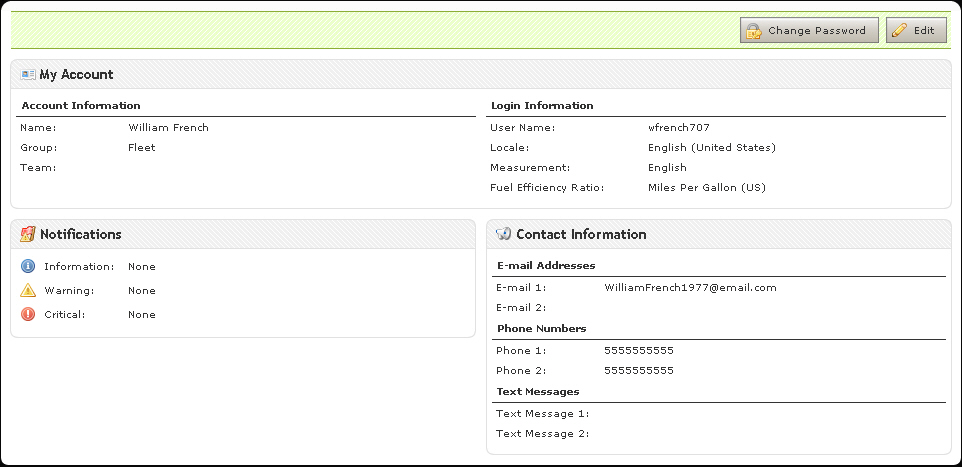 Change Password Edit
My Account
Account Information
Name: William French
Group: Fleet
Team:
Login Information
User Name: wfrench707
Locale: English (United States)
Measurement: English
Fuel Efficiency Ratio: Miles Per Gallon (US)
Notifications
Information: None
Warning: None
Critical: None
Contact Information
E-mail Addresses
E-mail 1: WilliamFrench1977@email.com
E-mail 2:
Phone Numbers
Phone 1: 5555555555
Phone 2: 5555555555
Text Messages
Text Message 1:
Text Message 2: